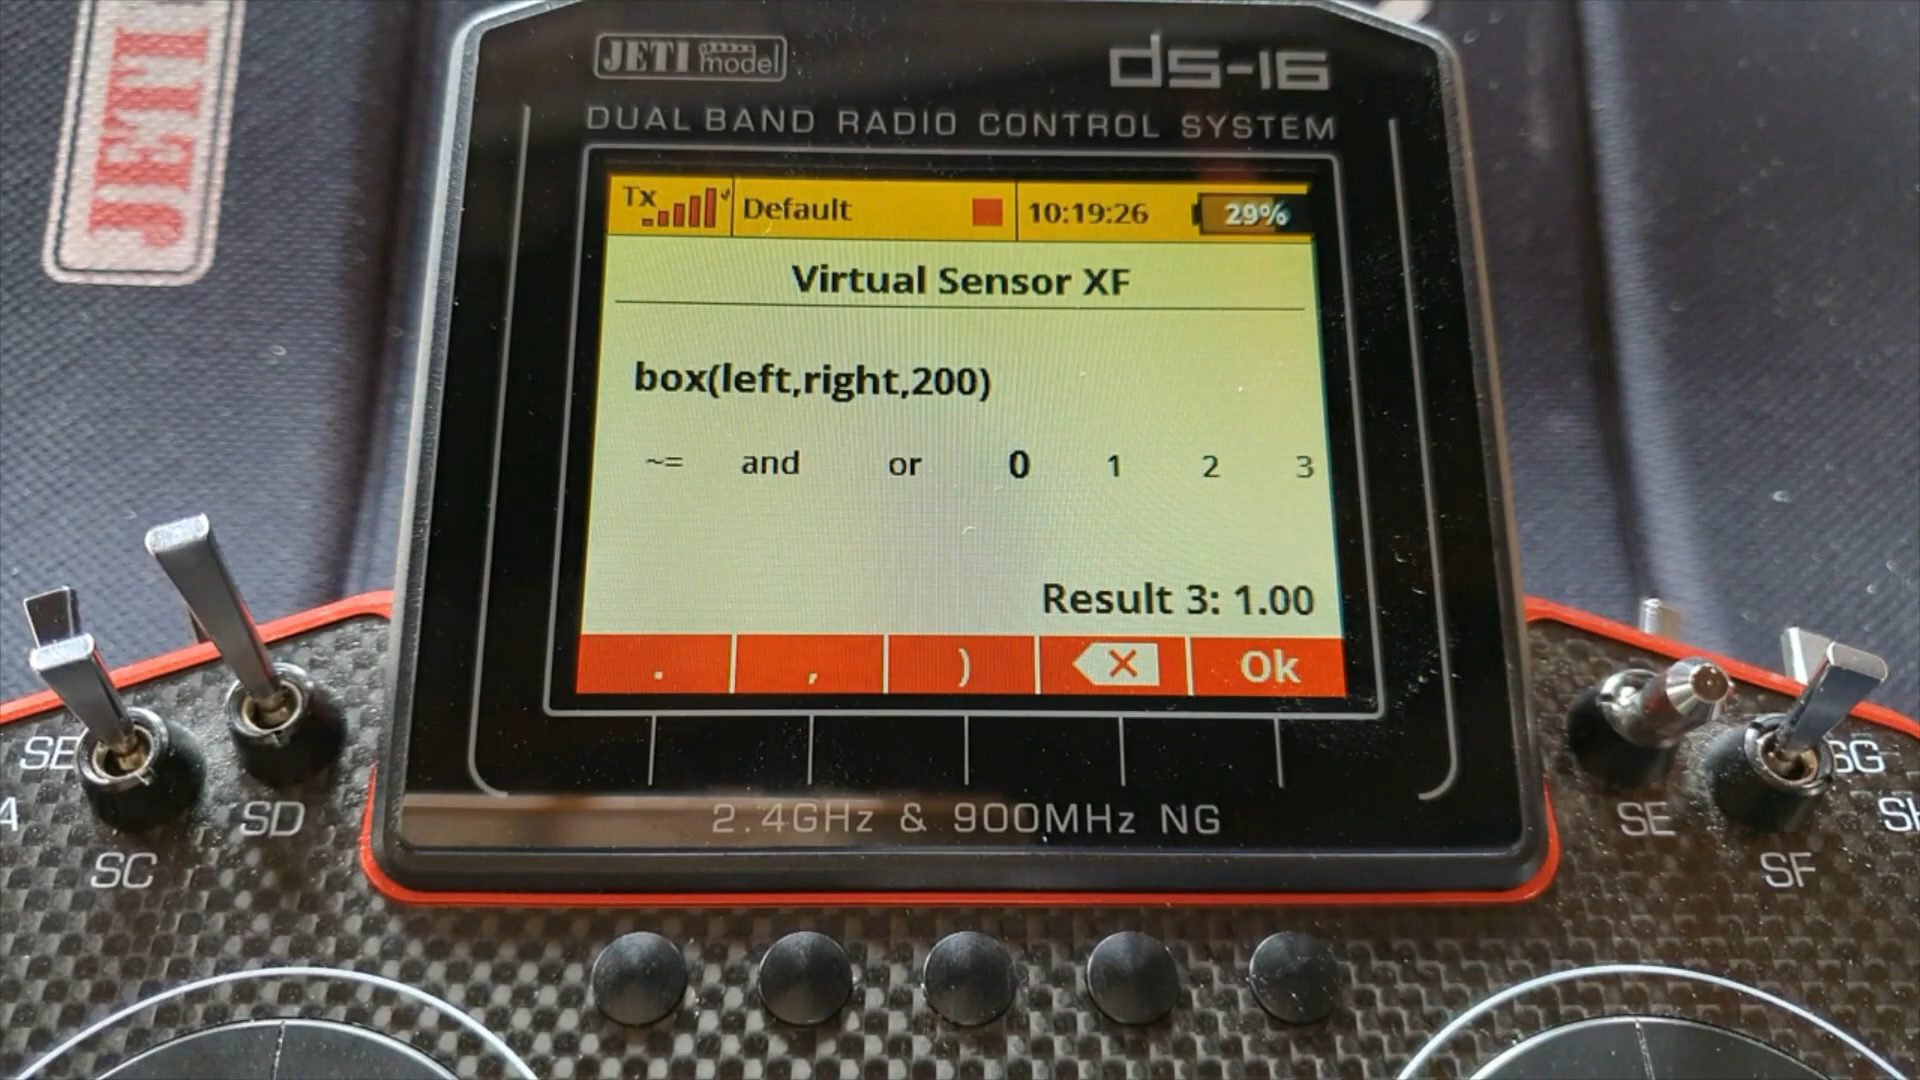 JETI
JETI model
ds-16
DUAL BAND RADIO CONTROL SYSTEM
Tx Default 10:19:26 29%
Virtual Sensor XF
box(left,right,200)
~= and or 0 1 2 3
Result 3: 1.00
. , ) Ok
2.4GHz & 900MHz NG
SD
SC
SE
SG
SF